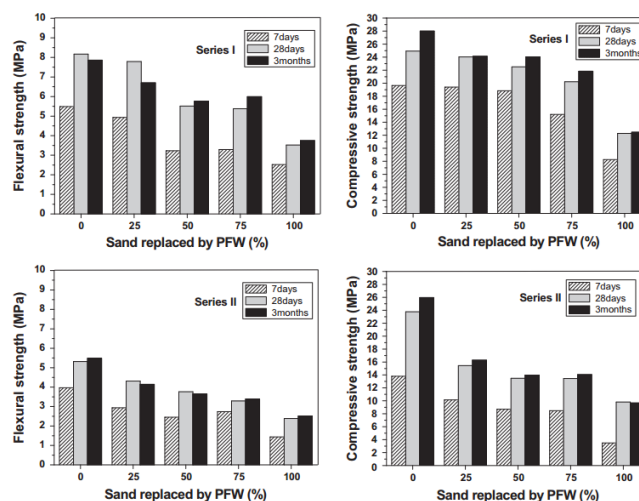 Flexural strength (MPa)
10
9
8
7
6
5
4
3
2
1
0
Series I
7days
28days
3months
0 25 50 75 100
Sand replaced by PFW (%)
Compressive strength (MPa)
30
28
26
24
22
20
18
16
14
12
10
8
6
4
2
0
Series I
7days
28days
3months
0 25 50 75 100
Sand replaced by PFW (%)
Flexural strength (MPa)
10
9
8
7
6
5
4
3
2
1
0
Series II
7days
28days
3months
0 25 50 75 100
Sand replaced by PFW (%)
Compressive strentgh (MPa)
30
28
26
24
22
20
18
16
14
12
10
8
6
4
2
0
Series II
7days
28days
3months
0 25 50 75 100
Sand replaced by PFW (%)